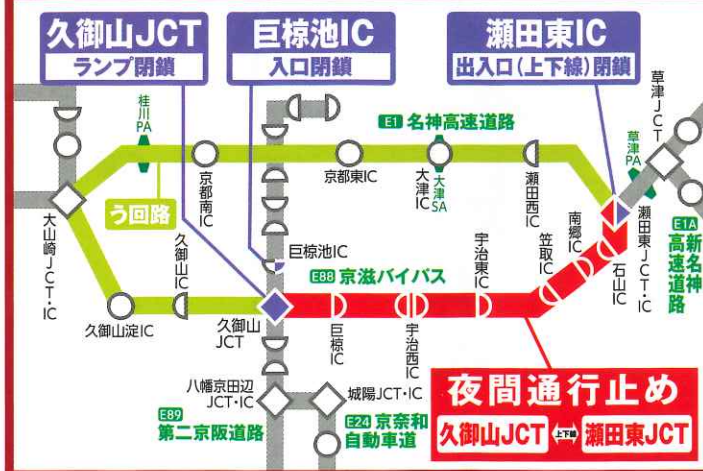 久御山JCT
ランプ閉鎖
巨椋池IC
入口閉鎖
瀬田東IC
出入口(上下線)閉鎖
草津JCT
桂川PA
E1 名神高速道路
草津PA
京都南IC
京都東IC
大津IC
大津SA
瀬田西IC
う回路
大山崎JCT・IC
久御山IC
巨椋池IC
E88 京滋バイパス
宇治東IC
笠取IC
南郷IC
石山IC
瀬田東JCT・IC
E1A 新名神
高速道路
久御山淀IC
久御山
JCT
巨椋IC
宇治西IC
八幡京田辺
JCT・IC
城陽JCT・IC
E89
第二京阪道路
E24 京奈和
自動車道
夜間通行止め
久御山JCT 上下線 瀬田東JCT